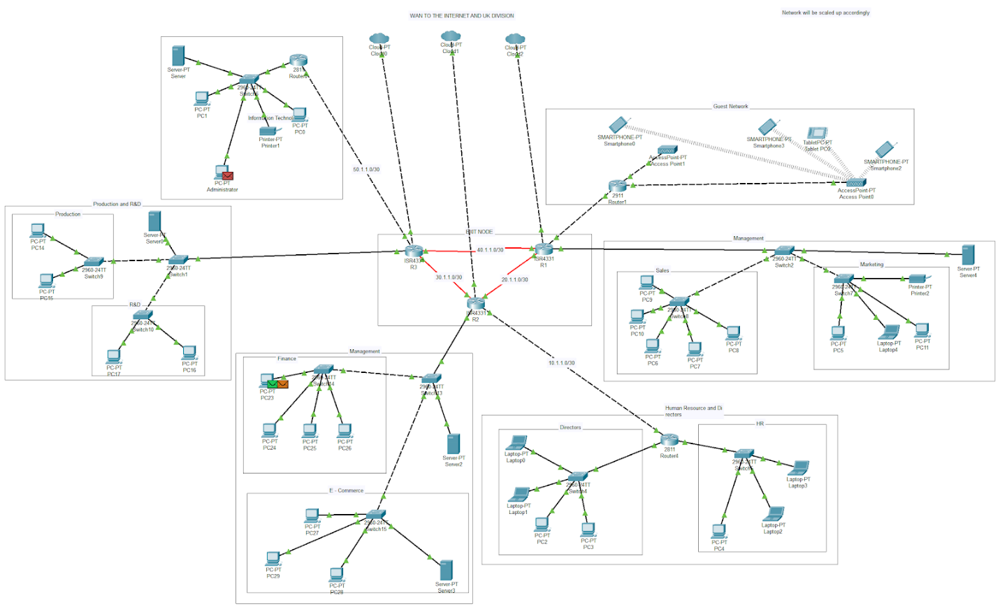 WAN TO THE INTERNET AND UK DIVISION
Network will be scaled up accordingly
Cloud-PT
Cloud0
Cloud-PT
Cloud1
Cloud-PT
Cloud2
Server-PT
Server
2811
2960-24TT
PC-PT
PC1
PC-PT
PC0
Printer-PT
Printer1
PC-PT
Administrator
50.1.1.0/30
Guest Network
SMARTPHONE-PT
Smartphone0
SMARTPHONE-PT
Smartphone3
TabletPC-PT
Tablet PC0
SMARTPHONE-PT
Smartphone2
AccessPoint-PT
Access Point1
2911
Router1
AccessPoint-PT
Access Point0
Production and R&D
Production
PC-PT
PC14
PC-PT
PC15
2960-24TT
Switch9
Server-PT
2960-24TT
Switch1
R&D
2960-24TT
Switch10
PC-PT
PC17
PC-PT
PC16
EXIT NODE
ISR4331
R3
40.1.1.0/30
ISR4331
R1
30.1.1.0/30
20.1.1.0/30
ISR4331
R2
10.1.1.0/30
Management
2960-24TT
Switch2
Server-PT
Server4
Sales
PC-PT
PC9
PC-PT
PC10
2960-24TT
Switch8
PC-PT
PC6
PC-PT
PC7
PC-PT
PC8
Marketing
2960-24TT
Switch7
Printer-PT
Printer2
PC-PT
PC5
Laptop-PT
Laptop4
PC-PT
PC11
Management
Finance
PC-PT
PC23
2960-24TT
Switch14
2960-24TT
Switch13
PC-PT
PC24
PC-PT
PC25
PC-PT
PC26
Server-PT
Server2
E - Commerce
PC-PT
PC27
2960-24TT
Switch15
PC-PT
PC29
PC-PT
PC28
Server-PT
Server3
Human Resource and Di
rectors
Directors
Laptop-PT
Laptop0
Laptop-PT
Laptop1
2960-24TT
Switch4
PC-PT
PC2
PC-PT
PC3
2811
Router4
HR
2960-24TT
Laptop-PT
Laptop3
Laptop-PT
Laptop2
PC-PT
PC4